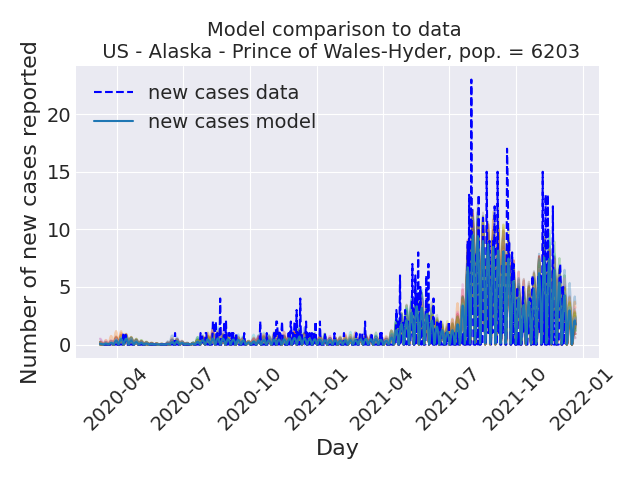 Model comparison to data
US - Alaska - Prince of Wales-Hyder, pop. = 6203
Number of new cases reported
new cases data
new cases model
20
15
10
5
0
2020-04
2020-07
2020-10
2021-01
2021-04
2021-07
2021-10
2022-01
Day